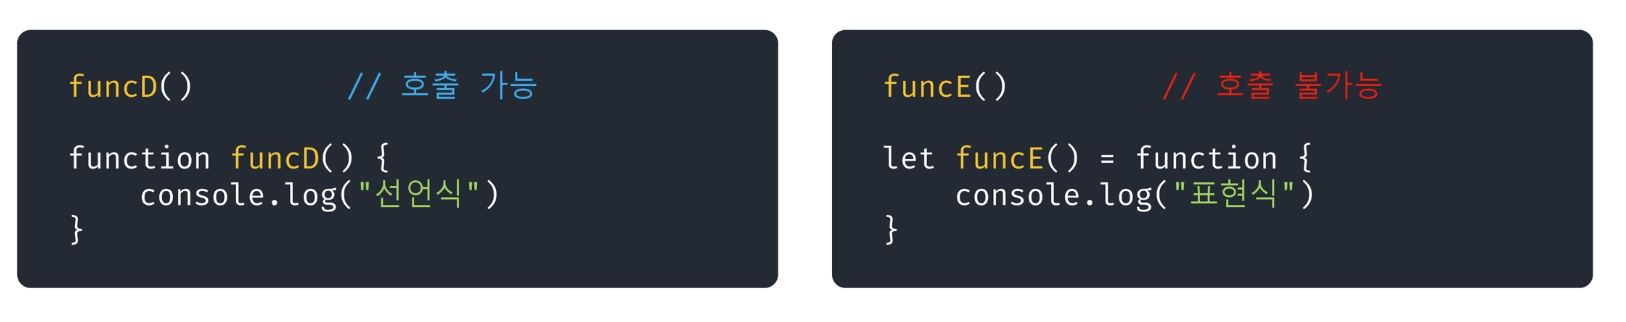 funcD()          // 호출 가능
function funcD() {
    console.log("선언식")
}
funcE()          // 호출 불가능
let funcE() = function {
    console.log("표현식")
}